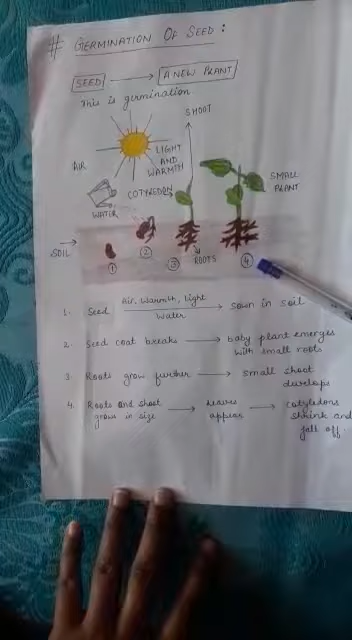 # GERMINATION OF SEED :
SEED → A NEW PLANT
This is germination.
SHOOT
AIR
LIGHT AND WARMTH
COTYLEDON
SMALL PLANT
WATER
SOIL
ROOTS
1 2 3 4
1. Seed Air, Warmth, Light Water → sown in soil
2. Seed coat breaks → baby plant emerges
with small roots
3. Roots grow further → small shoot
develops
4. Roots and shoot → leaves → cotyledons
grows in size appear shrink and
fall off.